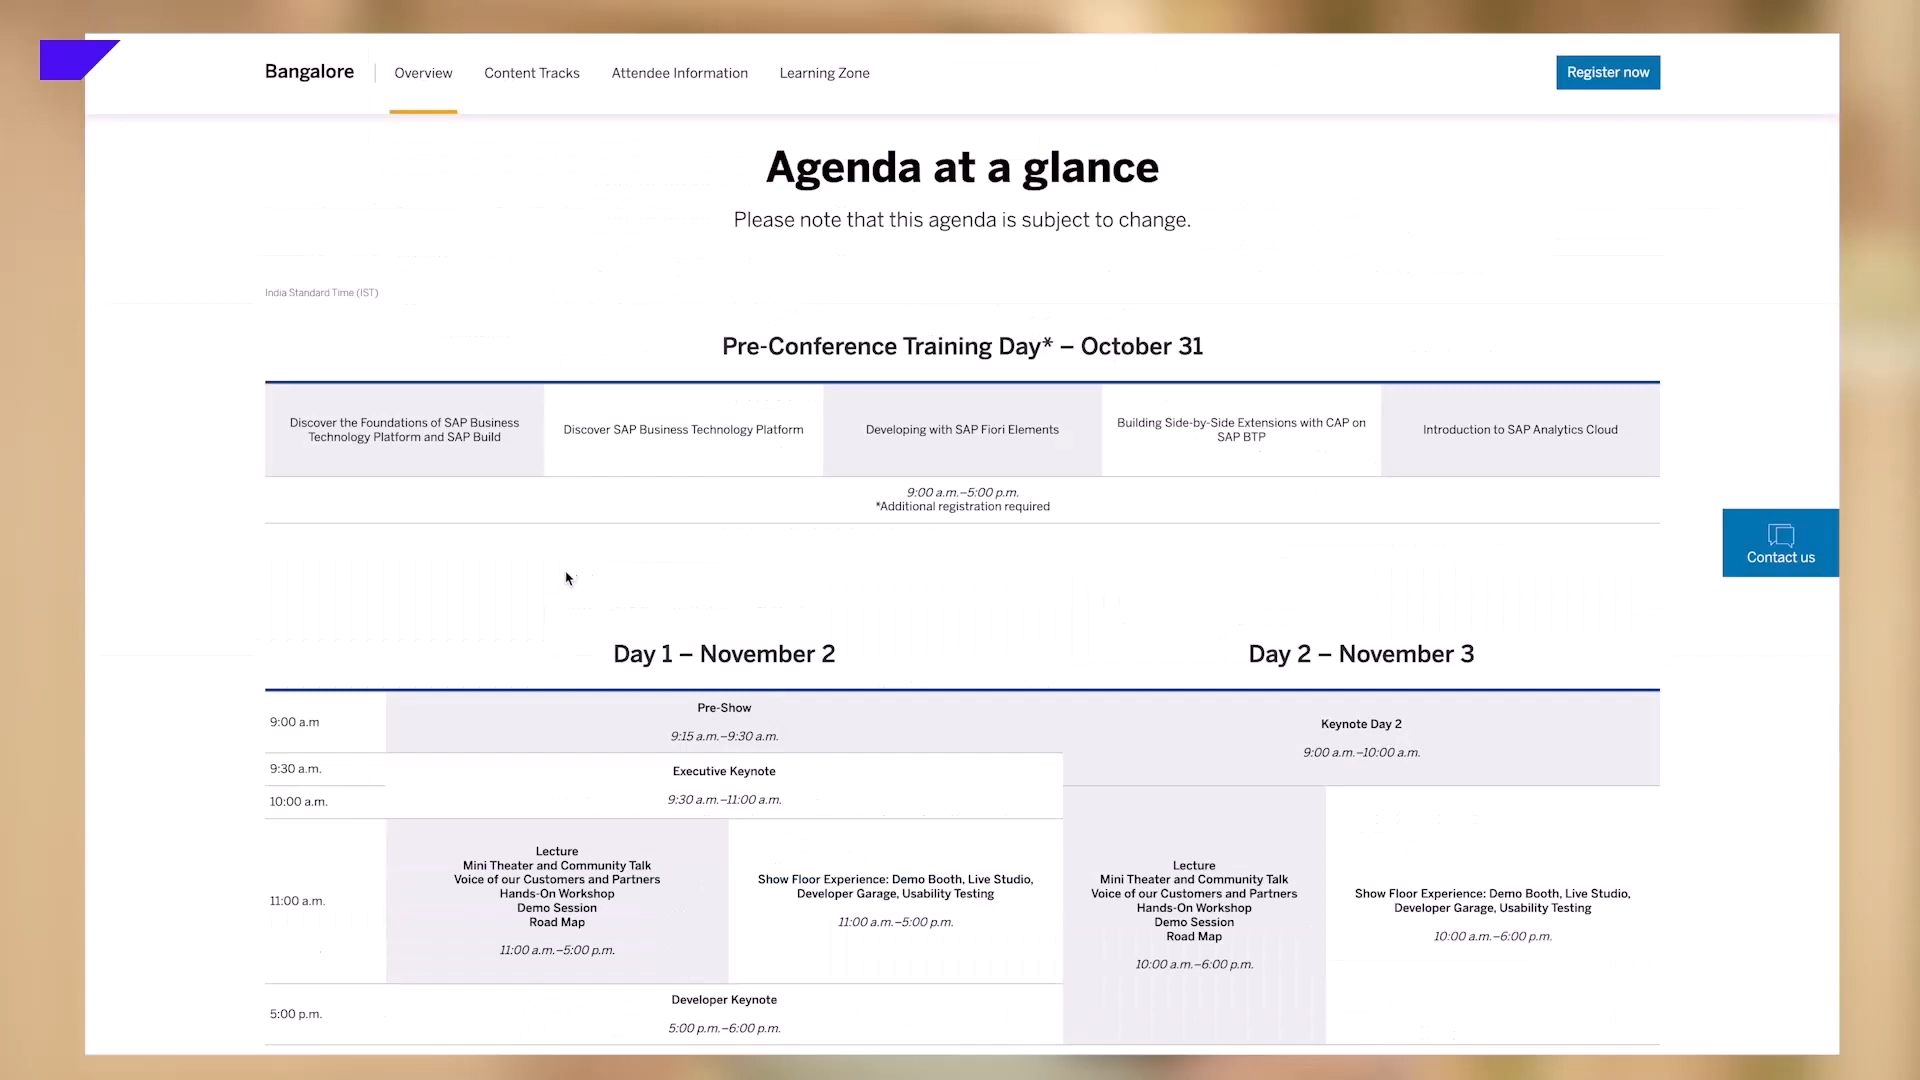 Bangalore
Overview
Content Tracks
Attendee Information
Learning Zone
Register now
Agenda at a glance
Please note that this agenda is subject to change.
India Standard Time (IST)
Pre-Conference Training Day* – October 31
Discover the Foundations of SAP Business
Technology Platform and SAP Build
Discover SAP Business Technology Platform
Developing with SAP Fiori Elements
Building Side-by-Side Extensions with CAP on
SAP BTP
Introduction to SAP Analytics Cloud
9:00 a.m.–5:00 p.m.
*Additional registration required
Contact us
Day 1 – November 2
Day 2 – November 3
9:00 a.m
Pre-Show
9:15 a.m.–9:30 a.m.
Keynote Day 2
9:00 a.m.–10:00 a.m.
9:30 a.m.
Executive Keynote
9:30 a.m.–11:00 a.m.
10:00 a.m.
11:00 a.m.
Lecture
Mini Theater and Community Talk
Voice of our Customers and Partners
Hands-On Workshop
Demo Session
Road Map
11:00 a.m.–5:00 p.m.
Show Floor Experience: Demo Booth, Live Studio,
Developer Garage, Usability Testing
11:00 a.m.–5:00 p.m.
Lecture
Mini Theater and Community Talk
Voice of our Customers and Partners
Hands-On Workshop
Demo Session
Road Map
10:00 a.m.–6:00 p.m.
Show Floor Experience: Demo Booth, Live Studio,
Developer Garage, Usability Testing
10:00 a.m.–6:00 p.m.
5:00 p.m.
Developer Keynote
5:00 p.m.–6:00 p.m.